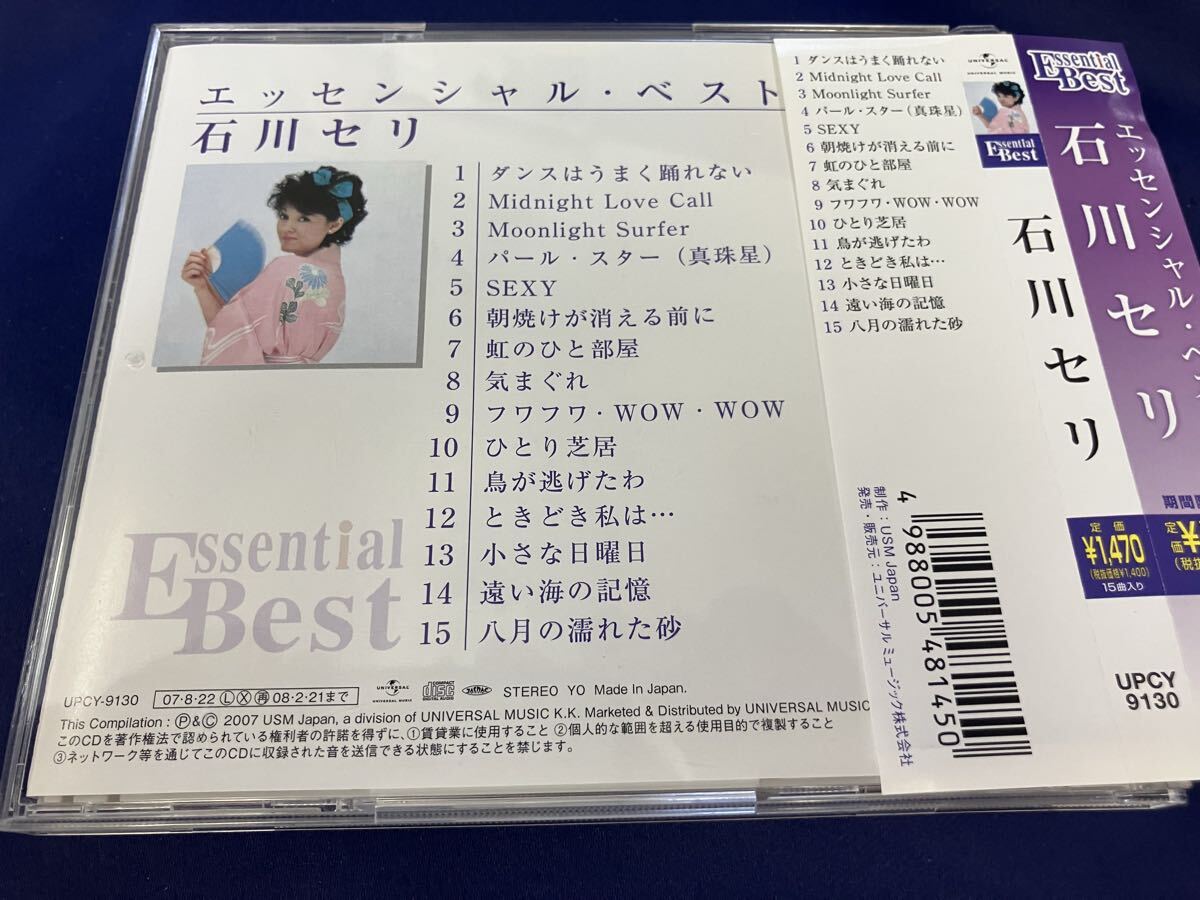 エッセンシャル・ベスト
石川セリ
1 ダンスはうまく踊れない
2 Midnight Love Call
3 Moonlight Surfer
4 パール・スター（真珠星）
5 SEXY
6 朝焼けが消える前に
7 虹のひと部屋
8 気まぐれ
9 フワフワ・WOW・WOW
10 ひとり芝居
11 鳥が逃げたわ
12 ときどき私は…
13 小さな日曜日
14 遠い海の記憶
15 八月の濡れた砂
Essential
Best
UPCY-9130 07・8・22 Ⓛ Ⓧ 再 08・2・21まで UNIVERSAL UNIVERSAL MUSIC COMPACT disc DIGITAL AUDIO STEREO YO Made In Japan.
This Compilation : Ⓟ&© 2007 USM Japan, a division of UNIVERSAL MUSIC K.K. Marketed & Distributed by UNIVERSAL MUSIC
このCDを著作権法で認められている権利者の許諾を得ずに、①賃貸業に使用すること ②個人的な範囲を超える使用目的で複製すること
③ネットワーク等を通じてこのCDに収録された音を送信できる状態にすることを禁じます。
1 ダンスはうまく踊れない
2 Midnight Love Call
3 Moonlight Surfer
4 パール・スター（真珠星）
5 SEXY
6 朝焼けが消える前に
7 虹のひと部屋
8 気まぐれ
9 フワフワ・WOW・WOW
10 ひとり芝居
11 鳥が逃げたわ
12 ときどき私は…
13 小さな日曜日
14 遠い海の記憶
15 八月の濡れた砂
制作：USM Japan
発売・販売元：ユニバーサル ミュージック株式会社
4 988005 481450
UNIVERSAL
UNIVERSAL MUSIC
Essential
Best
石川セリ
定価
¥1,470
(税抜価格¥1,400)
15曲入り
UPCY
9130
Essential
Best
エッセンシャル・ベ
石川セリ
期間